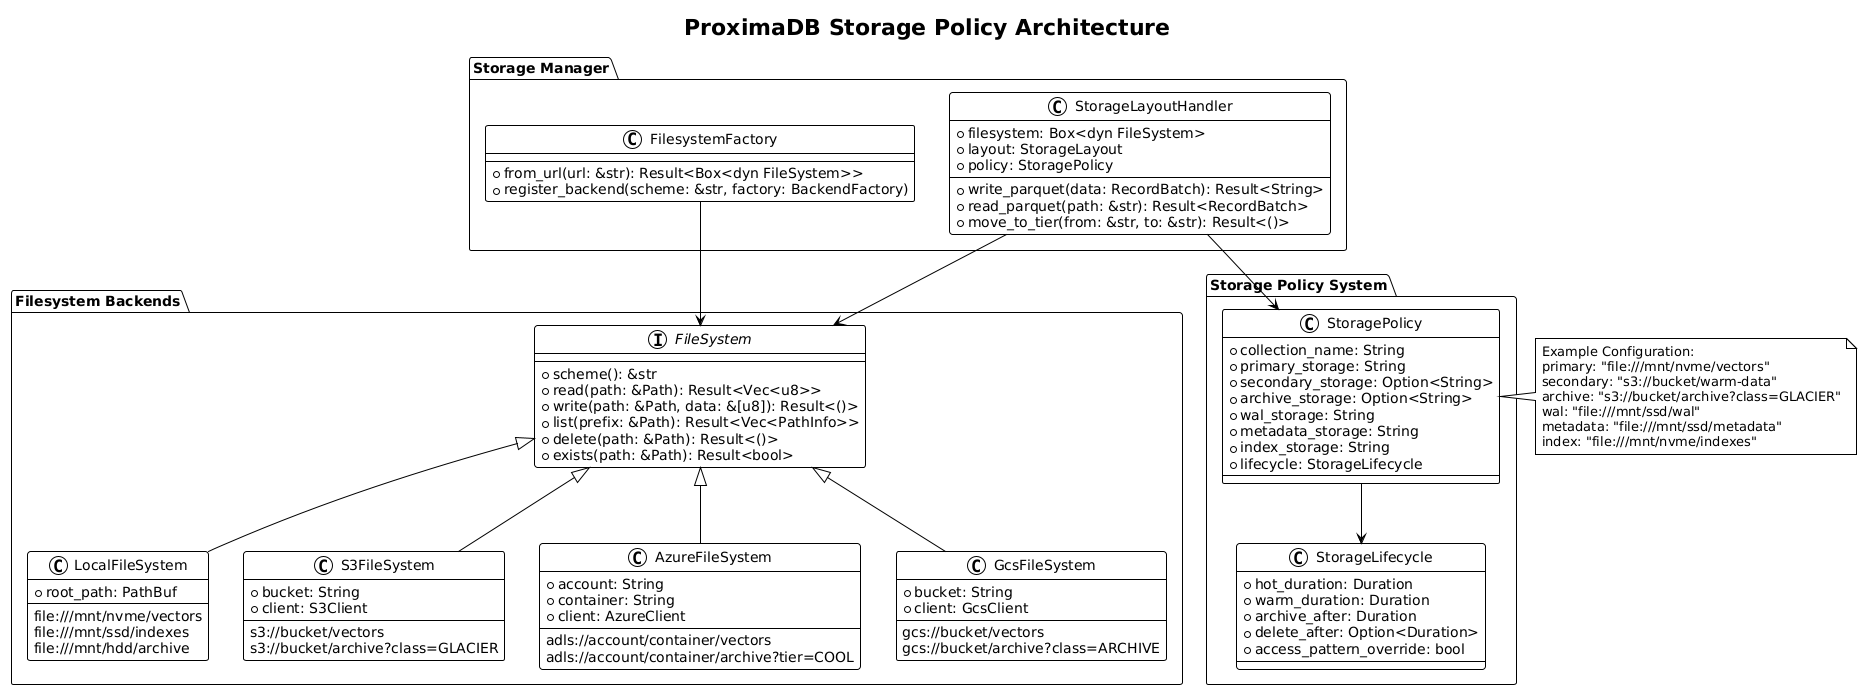 ProximaDB Storage Policy Architecture
Storage Manager
C FilesystemFactory
from_url(url: &str): Result<Box<dyn FileSystem>>
register_backend(scheme: &str, factory: BackendFactory)
C StorageLayoutHandler
filesystem: Box<dyn FileSystem>
layout: StorageLayout
policy: StoragePolicy
write_parquet(data: RecordBatch): Result<String>
read_parquet(path: &str): Result<RecordBatch>
move_to_tier(from: &str, to: &str): Result<()>
Filesystem Backends
I FileSystem
scheme(): &str
read(path: &Path): Result<Vec<u8>>
write(path: &Path, data: &[u8]): Result<()>
list(prefix: &Path): Result<Vec<PathInfo>>
delete(path: &Path): Result<()>
exists(path: &Path): Result<bool>
C LocalFileSystem
root_path: PathBuf
file:///mnt/nvme/vectors
file:///mnt/ssd/indexes
file:///mnt/hdd/archive
C S3FileSystem
bucket: String
client: S3Client
s3://bucket/vectors
s3://bucket/archive?class=GLACIER
C AzureFileSystem
account: String
container: String
client: AzureClient
adls://account/container/vectors
adls://account/container/archive?tier=COOL
C GcsFileSystem
bucket: String
client: GcsClient
gcs://bucket/vectors
gcs://bucket/archive?class=ARCHIVE
Storage Policy System
C StoragePolicy
collection_name: String
primary_storage: String
secondary_storage: Option<String>
archive_storage: Option<String>
wal_storage: String
metadata_storage: String
index_storage: String
lifecycle: StorageLifecycle
C StorageLifecycle
hot_duration: Duration
warm_duration: Duration
archive_after: Duration
delete_after: Option<Duration>
access_pattern_override: bool
Example Configuration:
primary: "file:///mnt/nvme/vectors"
secondary: "s3://bucket/warm-data"
archive: "s3://bucket/archive?class=GLACIER"
wal: "file:///mnt/ssd/wal"
metadata: "file:///mnt/ssd/metadata"
index: "file:///mnt/nvme/indexes"